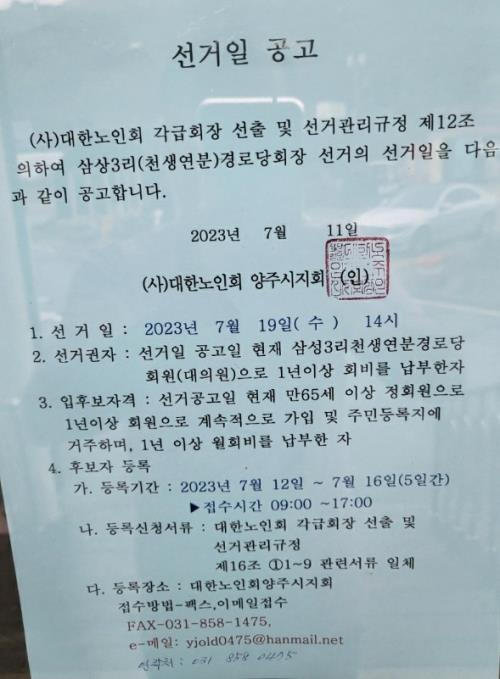 선거일 공고
(사)대한노인회 각급회장 선출 및 선거관리규정 제12조
의하여 삼상3리(천생연분)경로당회장 선거의 선거일을 다음
과 같이 공고합니다.
2023년 7월 11일
(사)대한노인회 양주시지회 (인)
1. 선 거 일 : 2023년 7월 19일( 수 ) 14시
2. 선거권자 : 선거일 공고일 현재 삼성3리천생연분경로당
회원(대의원)으로 1년이상 회비를 납부한자
3. 입후보자격 : 선거공고일 현재 만65세 이상 정회원으로
1년이상 회원으로 계속적으로 가입 및 주민등록지에
거주하며, 1년 이상 월회비를 납부한 자
4. 후보자 등록
가. 등록기간 : 2023년 7월 12일 ~ 7월 16일(5일간)
▶접수시간 09:00 ~17:00
나. 등록신청서류 : 대한노인회 각급회장 선출 및
선거관리규정
제16조 ①1~9 관련서류 일체
다. 등록장소 : 대한노인회양주시지회
접수방법-팩스,이메일접수
FAX-031-858-1475,
e-메일: yjold0475@hanmail.net
연락처 : 031 858 0475